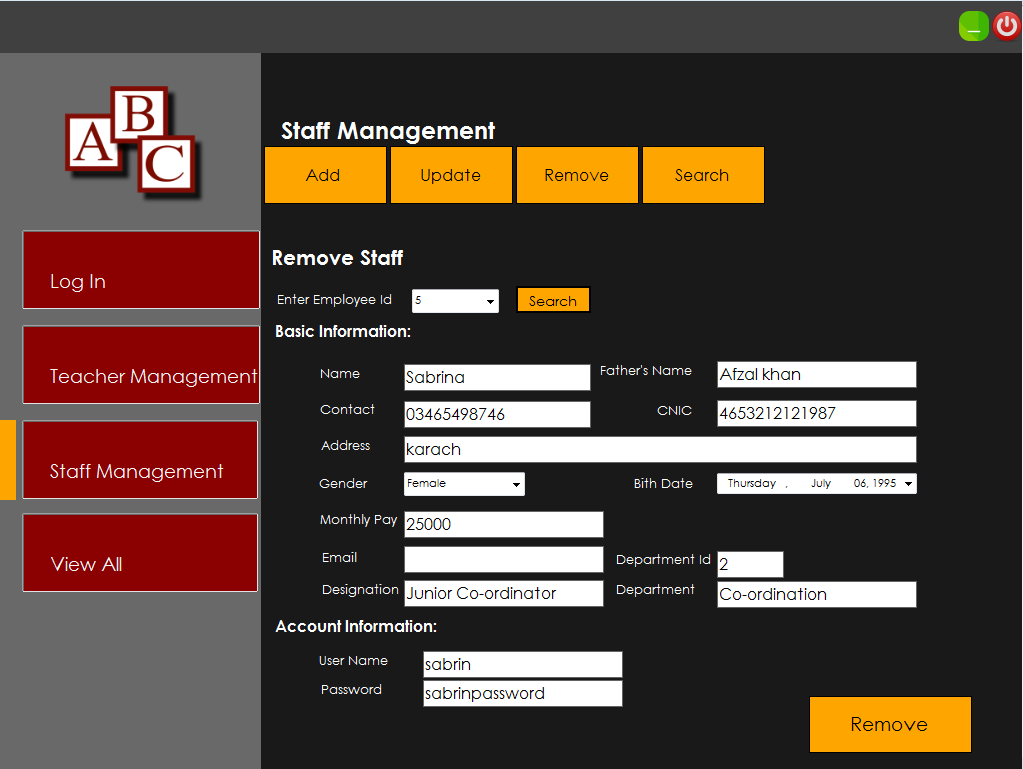 A B C
Staff Management
Add Update Remove Search
Log In
Teacher Management
Staff Management
View All
Remove Staff
Enter Employee Id 5 Search
Basic Information:
Name Sabrina Father's Name Afzal khan
Contact 03465498746 CNIC 4653212121987
Address karach
Gender Female Bith Date Thursday , July 06, 1995
Monthly Pay 25000
Email Department Id 2
Designation Junior Co-ordinator Department Co-ordination
Account Information:
User Name sabrin
Password sabrinpassword
Remove